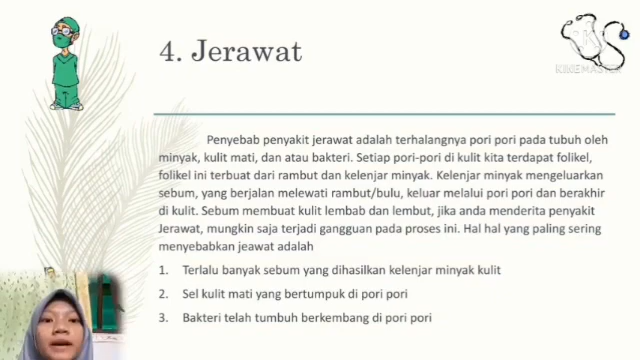 4. Jerawat
KINEMASTER
Penyebab penyakit jerawat adalah terhalangnya pori pori pada tubuh oleh
minyak, kulit mati, dan atau bakteri. Setiap pori-pori di kulit kita terdapat folikel,
folikel ini terbuat dari rambut dan kelenjar minyak. Kelenjar minyak mengeluarkan
sebum, yang berjalan melewati rambut/bulu, keluar melalui pori pori dan berakhir
di kulit. Sebum membuat kulit lembab dan lembut, jika anda menderita penyakit
Jerawat, mungkin saja terjadi gangguan pada proses ini. Hal hal yang paling sering
menyebabkan jeawat adalah
1. Terlalu banyak sebum yang dihasilkan kelenjar minyak kulit
2. Sel kulit mati yang bertumpuk di pori pori
3. Bakteri telah tumbuh berkembang di pori pori